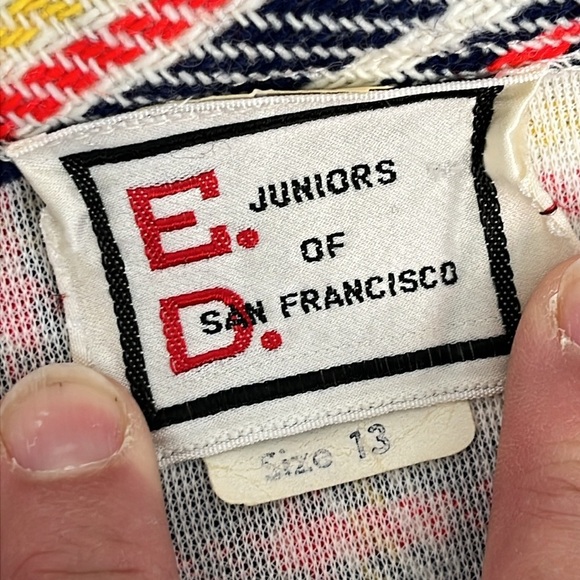 E. JUNIORS
OF
D. SAN FRANCISCO
Size 13